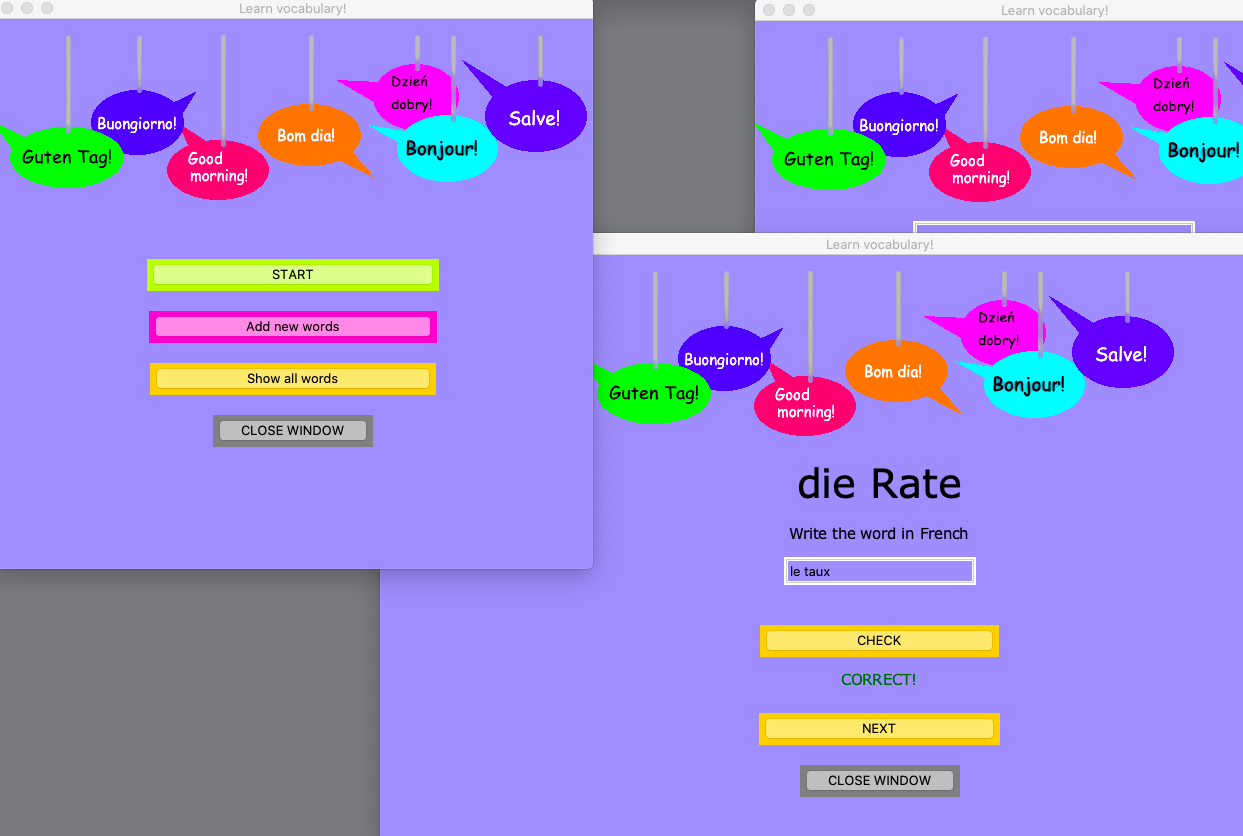 Learn vocabulary!
Dzień
dobry!
Buongiorno!
Salve!
Guten Tag!
Good
morning!
Bom dia!
Bonjour!
START
Add new words
Show all words
CLOSE WINDOW
Learn vocabulary!
Dzień
dobry!
Buongiorno!
Guten Tag!
Good
morning!
Bom dia!
Bonjour!
Learn vocabulary!
Dzień
dobry!
Buongiorno!
Salve!
Guten Tag!
Good
morning!
Bom dia!
Bonjour!
die Rate
Write the word in French
le taux
CHECK
CORRECT!
NEXT
CLOSE WINDOW